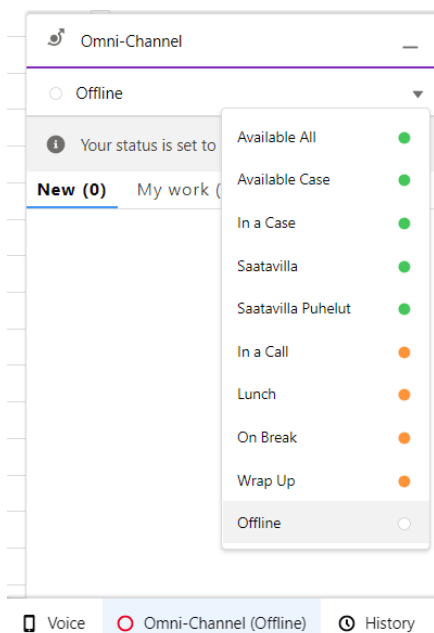 Omni-Channel
Offline
Your status is set to
New (0) My work (
Available All
Available Case
In a Case
Saatavilla
Saatavilla Puhelut
In a Call
Lunch
On Break
Wrap Up
Offline
Voice Omni-Channel (Offline) History